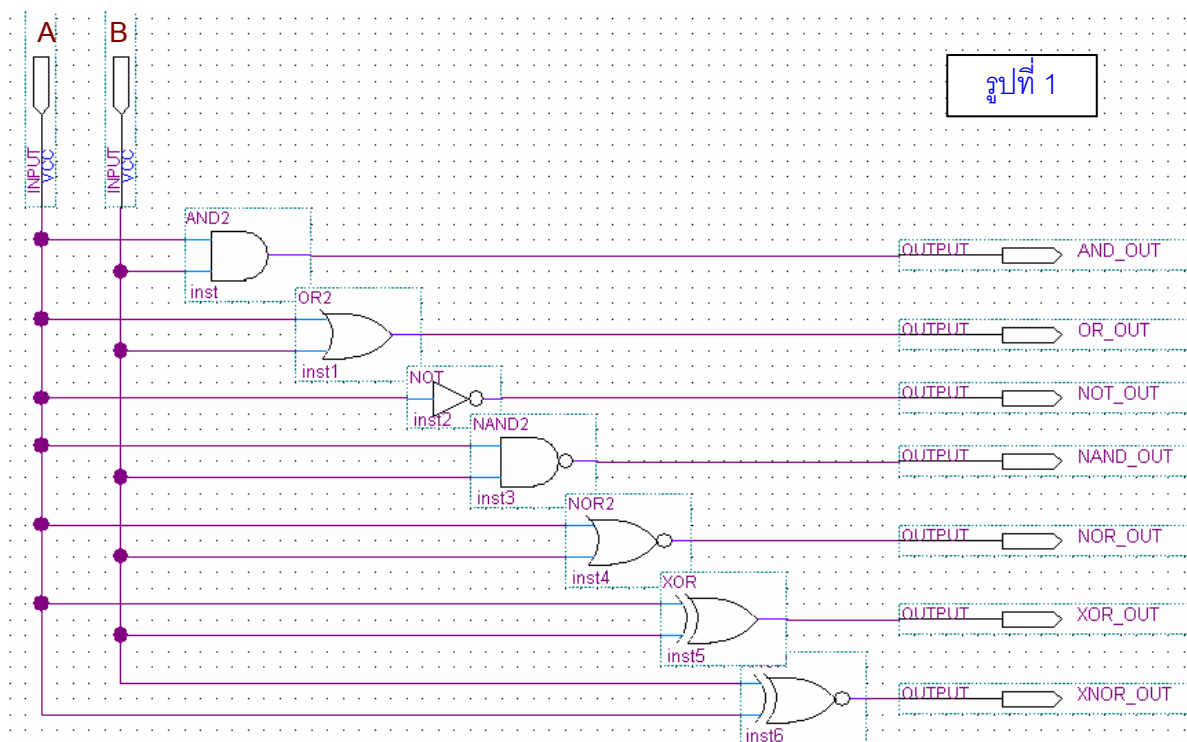 A B
รูปที่ 1
INPUT
VCC
INPUT
VCC
AND2
inst
OUTPUT AND_OUT
OR2
inst1
OUTPUT OR_OUT
NOT
inst2
OUTPUT NOT_OUT
NAND2
inst3
OUTPUT NAND_OUT
NOR2
inst4
OUTPUT NOR_OUT
XOR
inst5
OUTPUT XOR_OUT
inst6
OUTPUT XNOR_OUT